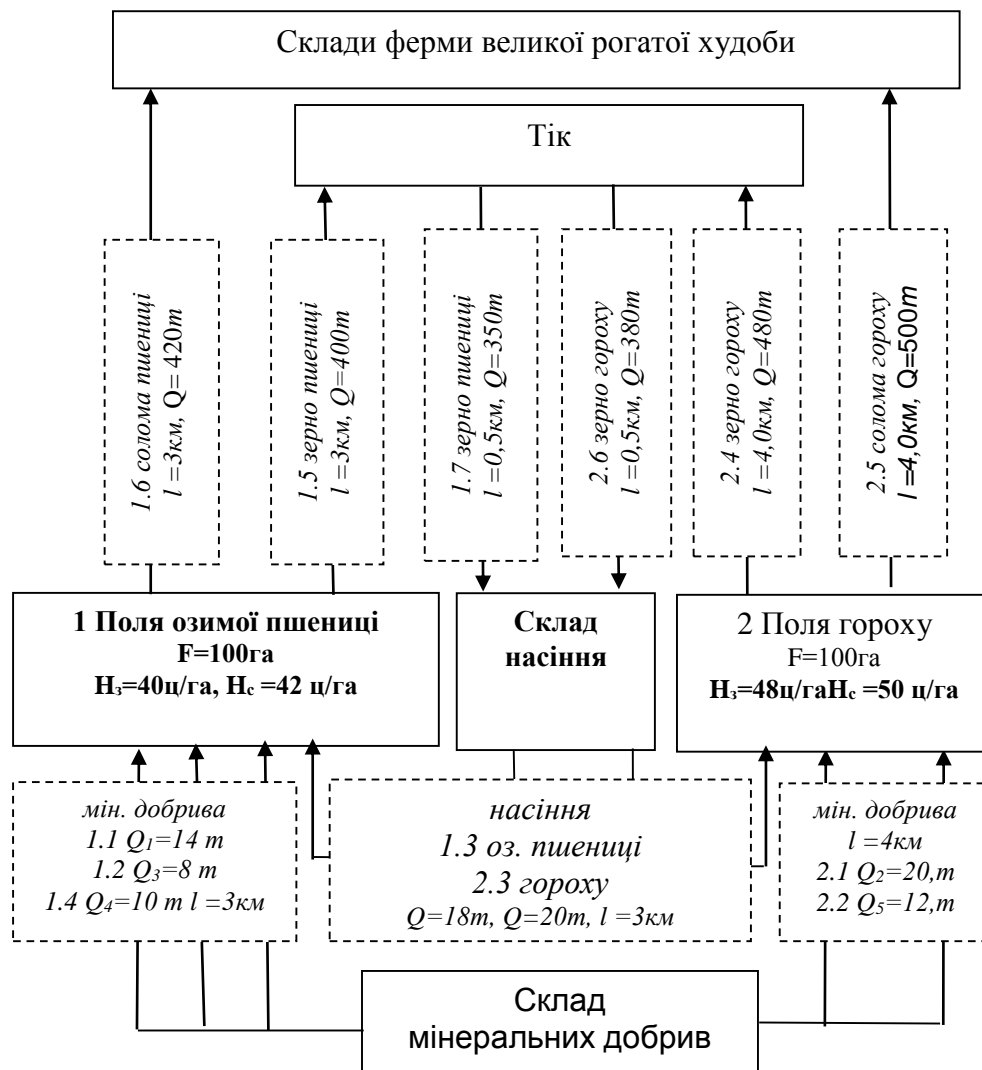 Склади ферми великої рогатої худоби
Тік
1.6 солома пшениці
l =3км, Q= 420т
1.5 зерно пшениці
l =3км, Q=400т
1.7 зерно пшениці
l =0,5км, Q=350т
2.6 зерно гороху
l =0,5км, Q=380т
2.4 зерно гороху
l =4,0км, Q=480т
2.5 солома гороху
l =4,0км, Q=500т
1 Поля озимої пшениці
F=100га
Нз=40ц/га, Нс =42 ц/га
Склад
насіння
2 Поля гороху
F=100га
Нз=48ц/гаНс =50 ц/га
мін. добрива
1.1 Q1=14 т
1.2 Q3=8 т
1.4 Q4=10 т l =3км
насіння
1.3 оз. пшениці
2.3 гороху
Q=18т, Q=20т, l =3км
мін. добрива
l =4км
2.1 Q2=20,т
2.2 Q5=12,т
Склад
мінеральних добрив